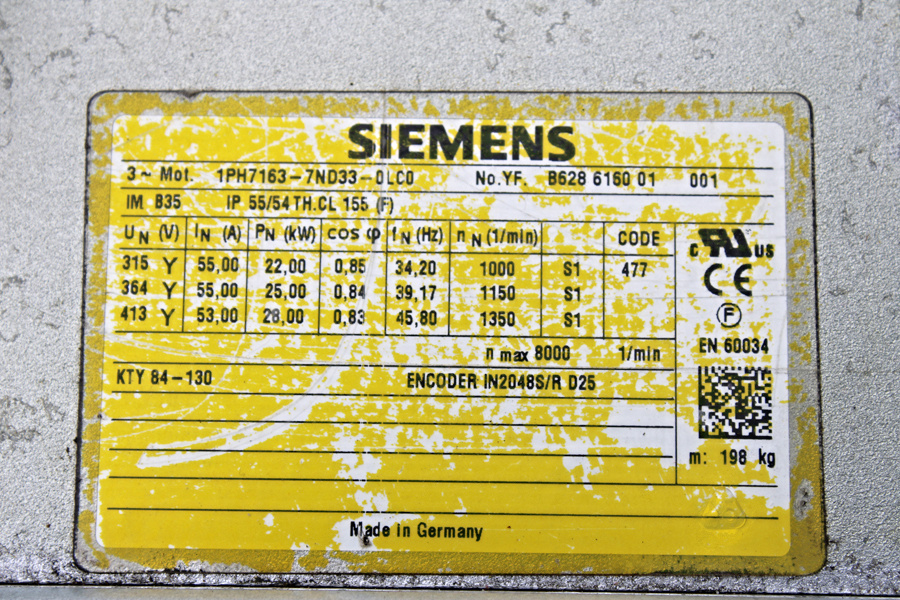 SIEMENS
3~ Mot. 1PH7163-7ND33-0LC0 No.YF. B628 6160 01 001
IM B35 IP 55/54 TH.CL 155 (F)
UN (V) IN (A) PN (kW) cos φ fN (Hz) nN (1/min) CODE
315 Y 55,00 22,00 0,85 34,20 1000 S1 477
364 Y 55,00 25,00 0,84 39,17 1150 S1
413 Y 53,00 28,00 0,83 45,80 1350 S1
c RU us
CE
F
EN 60034
n max 8000 1/min
KTY 84-130 ENCODER IN2048S/R D25
m: 198 kg
Made in Germany